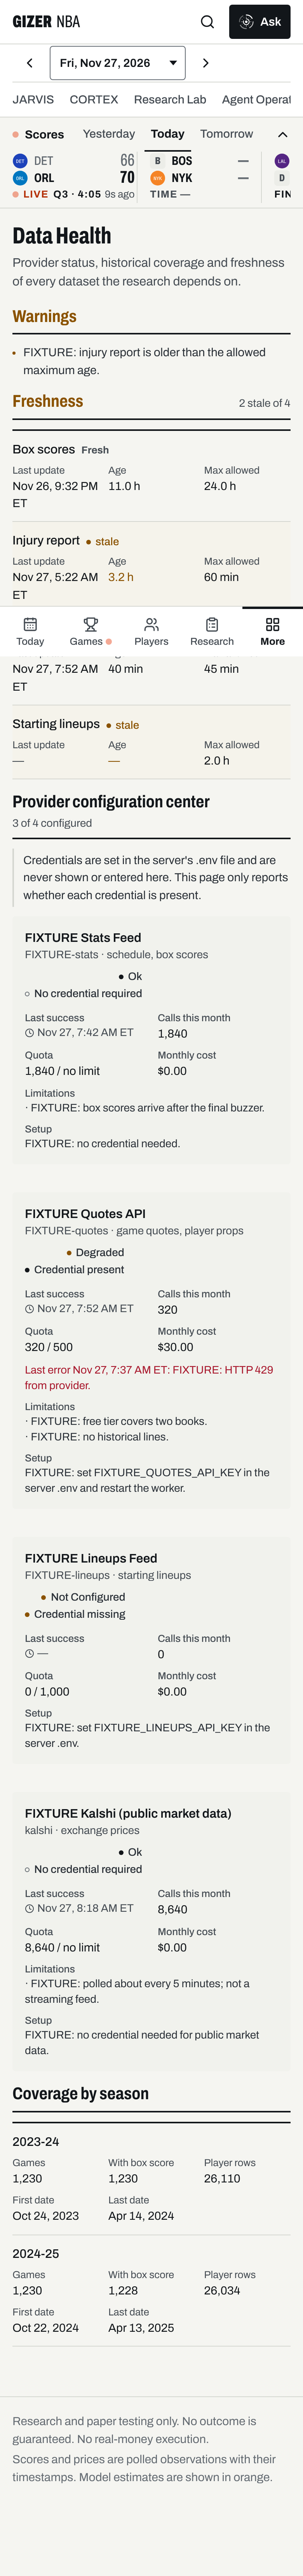 GIZER NBA
Ask
Fri, Nov 27, 2026
JARVIS CORTEX Research Lab Agent Operat
Scores Yesterday Today Tomorrow
DET DET 66 B BOS — LAL
ORL ORL 70 NYK NYK — D
LIVE Q3 · 4:05 9s ago TIME — FIN
Data Health
Provider status, historical coverage and freshness
of every dataset the research depends on.
Warnings
• FIXTURE: injury report is older than the allowed
maximum age.
Freshness 2 stale of 4
Box scores Fresh
Last update Age Max allowed
Nov 26, 9:32 PM 11.0 h 24.0 h
ET
Injury report • stale
Last update Age Max allowed
Nov 27, 5:22 AM 3.2 h 60 min
ET
Today Games Players Research More
Nov 27, 7:52 AM 40 min 45 min
ET
Starting lineups • stale
Last update Age Max allowed
— — 2.0 h
Provider configuration center
3 of 4 configured
Credentials are set in the server's .env file and are
never shown or entered here. This page only reports
whether each credential is present.
FIXTURE Stats Feed
FIXTURE-stats · schedule, box scores
Ok
No credential required
Last success Calls this month
Nov 27, 7:42 AM ET 1,840
Quota Monthly cost
1,840 / no limit $0.00
Limitations
· FIXTURE: box scores arrive after the final buzzer.
Setup
FIXTURE: no credential needed.
FIXTURE Quotes API
FIXTURE-quotes · game quotes, player props
Degraded
Credential present
Last success Calls this month
Nov 27, 7:52 AM ET 320
Quota Monthly cost
320 / 500 $30.00
Last error Nov 27, 7:37 AM ET: FIXTURE: HTTP 429
from provider.
Limitations
· FIXTURE: free tier covers two books.
· FIXTURE: no historical lines.
Setup
FIXTURE: set FIXTURE_QUOTES_API_KEY in the
server .env and restart the worker.
FIXTURE Lineups Feed
FIXTURE-lineups · starting lineups
Not Configured
Credential missing
Last success Calls this month
— 0
Quota Monthly cost
0 / 1,000 $0.00
Setup
FIXTURE: set FIXTURE_LINEUPS_API_KEY in the
server .env.
FIXTURE Kalshi (public market data)
kalshi · exchange prices
Ok
No credential required
Last success Calls this month
Nov 27, 8:18 AM ET 8,640
Quota Monthly cost
8,640 / no limit $0.00
Limitations
· FIXTURE: polled about every 5 minutes; not a
streaming feed.
Setup
FIXTURE: no credential needed for public market
data.
Coverage by season
2023-24
Games With box score Player rows
1,230 1,230 26,110
First date Last date
Oct 24, 2023 Apr 14, 2024
2024-25
Games With box score Player rows
1,230 1,228 26,034
First date Last date
Oct 22, 2024 Apr 13, 2025
Research and paper testing only. No outcome is
guaranteed. No real-money execution.
Scores and prices are polled observations with their
timestamps. Model estimates are shown in orange.